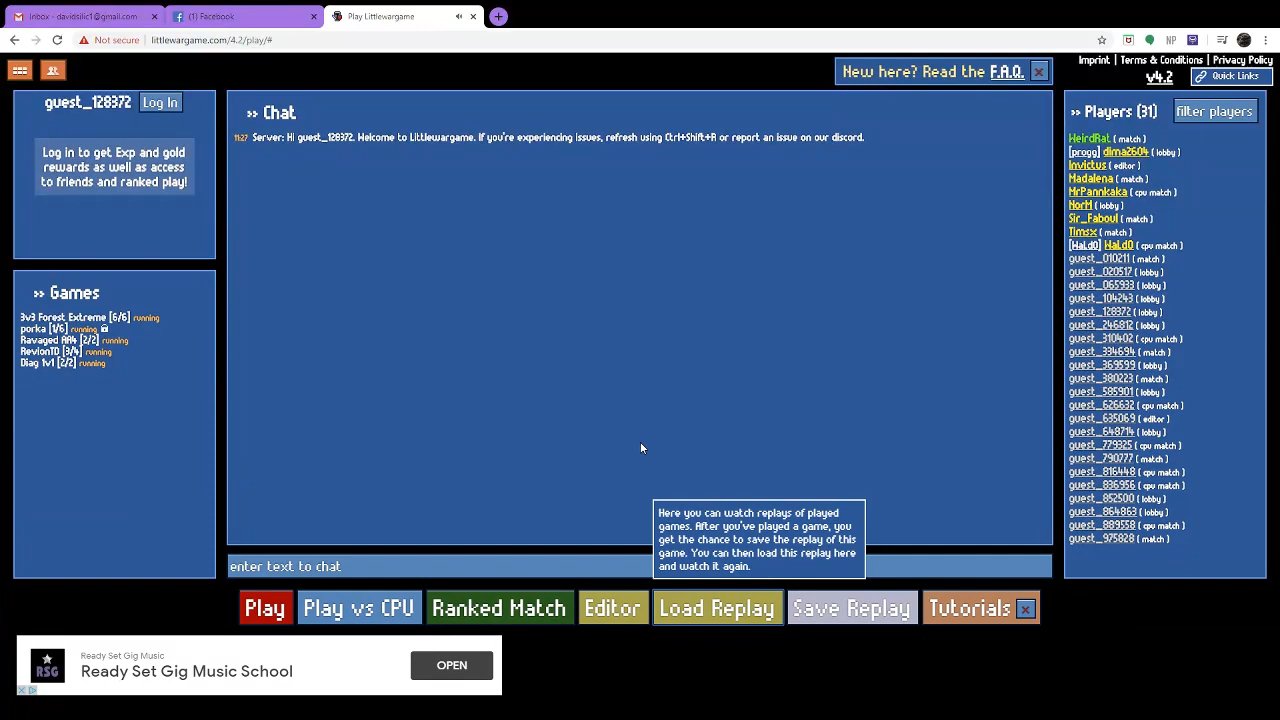 Inbox - davidsilic1@gmail.com
(1) Facebook
Play Littlewargame
Not secure | littlewargame.com/4.2/play/#
NP
New here? Read the F.A.Q.
Imprint | Terms & Conditions | Privacy Policy
v4.2
Quick Links
guest_128372 Log In
Log in to get Exp and gold
rewards as well as access
to friends and ranked play!
Games
3v3 Forest Extreme [6/6] running
porka [1/6] running
Ravaged AA4 [2/2] running
RevionTD [3/4] running
Diag 1v1 [2/2] running
Chat
11:27 Server: Hi guest_128372. Welcome to Littlewargame. If you're experiencing issues, refresh using Ctrl+Shift+R or report an issue on our discord.
Here you can watch replays of played
games. After you've played a game, you
get the chance to save the replay of this
game. You can then load this replay here
and watch it again.
enter text to chat
Players (31) filter players
HeirdRat ( match )
[progg] dima2604 ( lobby )
Invictus ( editor )
Madalena ( match )
MrPannkaka ( cpu match )
NorM ( lobby )
Sir_Faboul ( match )
Timsx ( match )
[WaLd0] WaLd0 ( cpu match )
guest_010211 ( match )
guest_020517 ( lobby )
guest_065933 ( lobby )
guest_104243 ( lobby )
guest_128372 ( lobby )
guest_246812 ( lobby )
guest_310402 ( cpu match )
guest_334694 ( match )
guest_369599 ( lobby )
guest_380223 ( match )
guest_585901 ( lobby )
guest_626632 ( cpu match )
guest_635069 ( editor )
guest_648714 ( lobby )
guest_779325 ( cpu match )
guest_790777 ( match )
guest_816448 ( cpu match )
guest_836956 ( cpu match )
guest_852500 ( lobby )
guest_864863 ( lobby )
guest_889558 ( cpu match )
guest_975828 ( match )
Play
Play vs CPU
Ranked Match
Editor
Load Replay
Save Replay
Tutorials
RSG
Ready Set Gig Music
Ready Set Gig Music School
OPEN